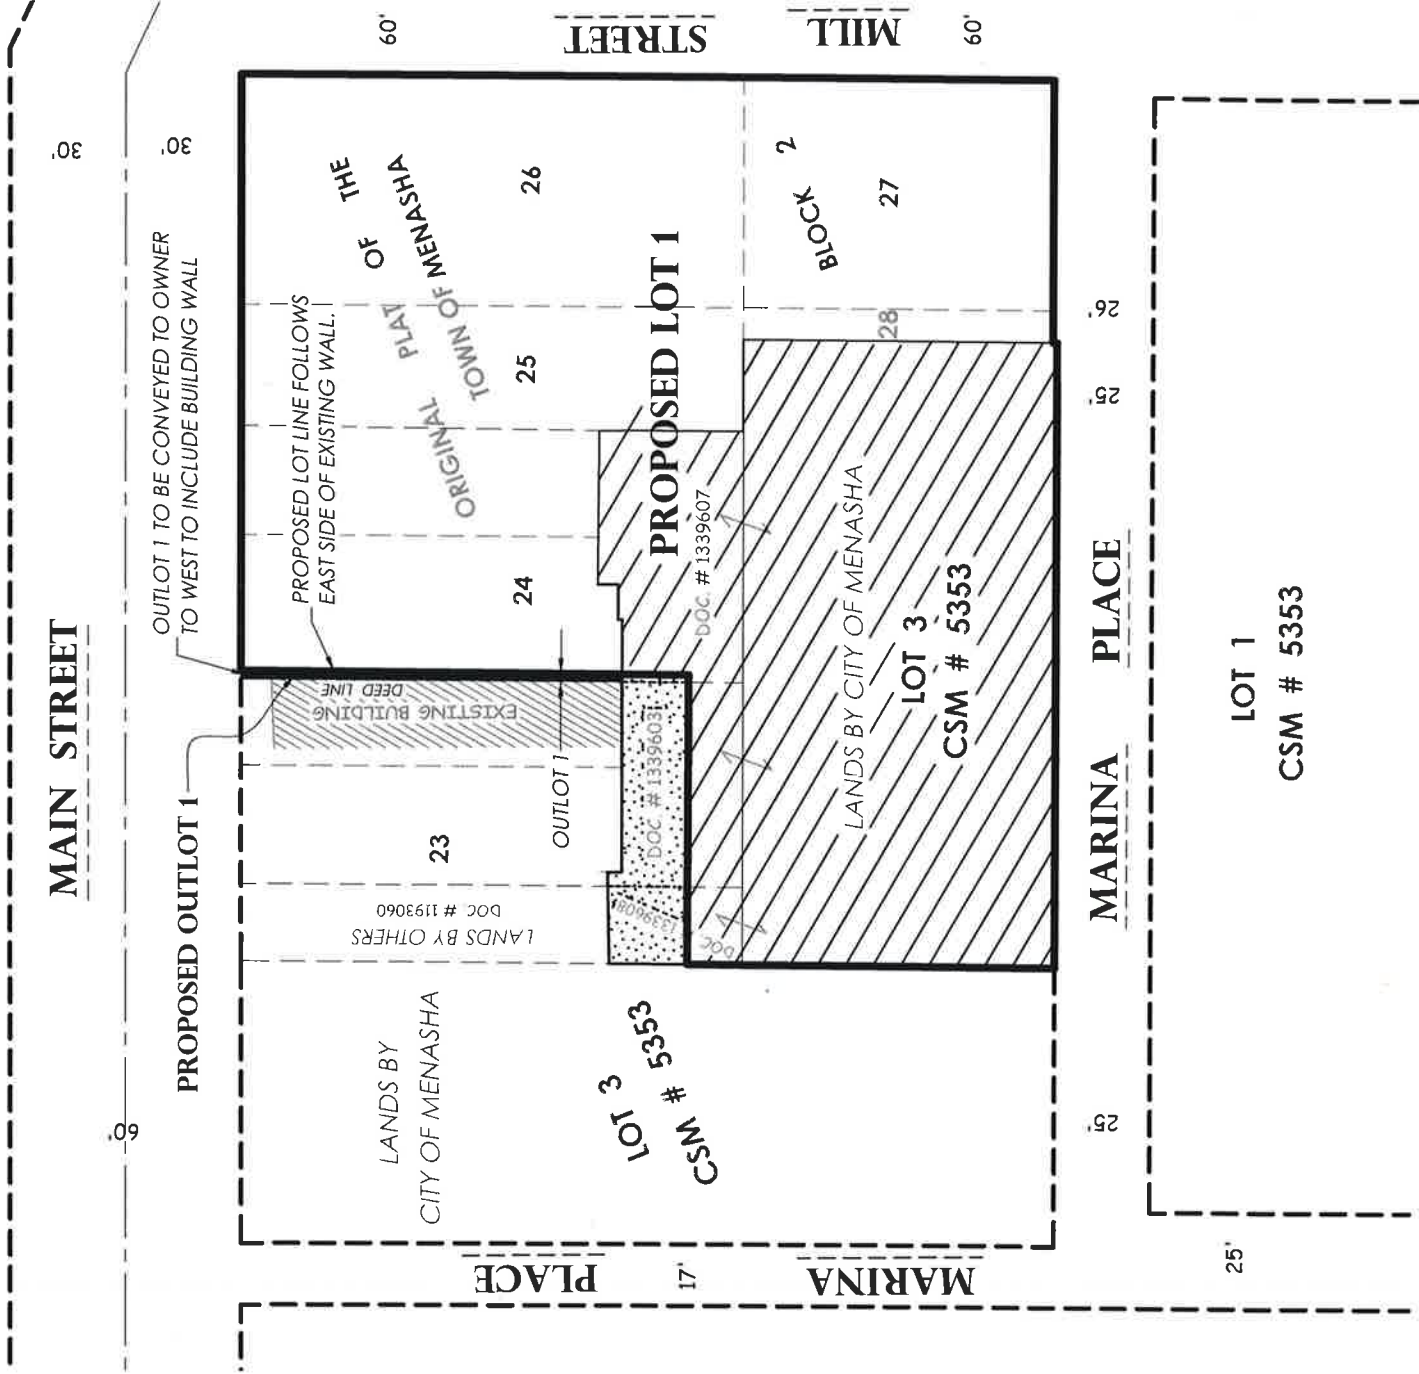 MAIN STREET
30'
30'
60'
OUTLOT 1 TO BE CONVEYED TO OWNER
TO WEST TO INCLUDE BUILDING WALL
PROPOSED LOT LINE FOLLOWS
EAST SIDE OF EXISTING WALL.
PROPOSED OUTLOT 1
60'
STREET
MILL
60'
ORIGINAL PLAT OF THE
TOWN OF MENASHA
26
25
24
23
BLOCK 2
27
28
PROPOSED LOT 1
DOC. # 1339607
DEED LINE
EXISTING BUILDING
OUTLOT 1
DOC. # 1339603
DOC. 1339608
DOC. # 1193060
LANDS BY OTHERS
LANDS BY CITY OF MENASHA
LOT 3
CSM # 5353
LANDS BY
CITY OF MENASHA
LOT 3
CSM # 5353
26'
25'
MARINA PLACE
25'
PLACE
17'
MARINA
25'
LOT 1
CSM # 5353